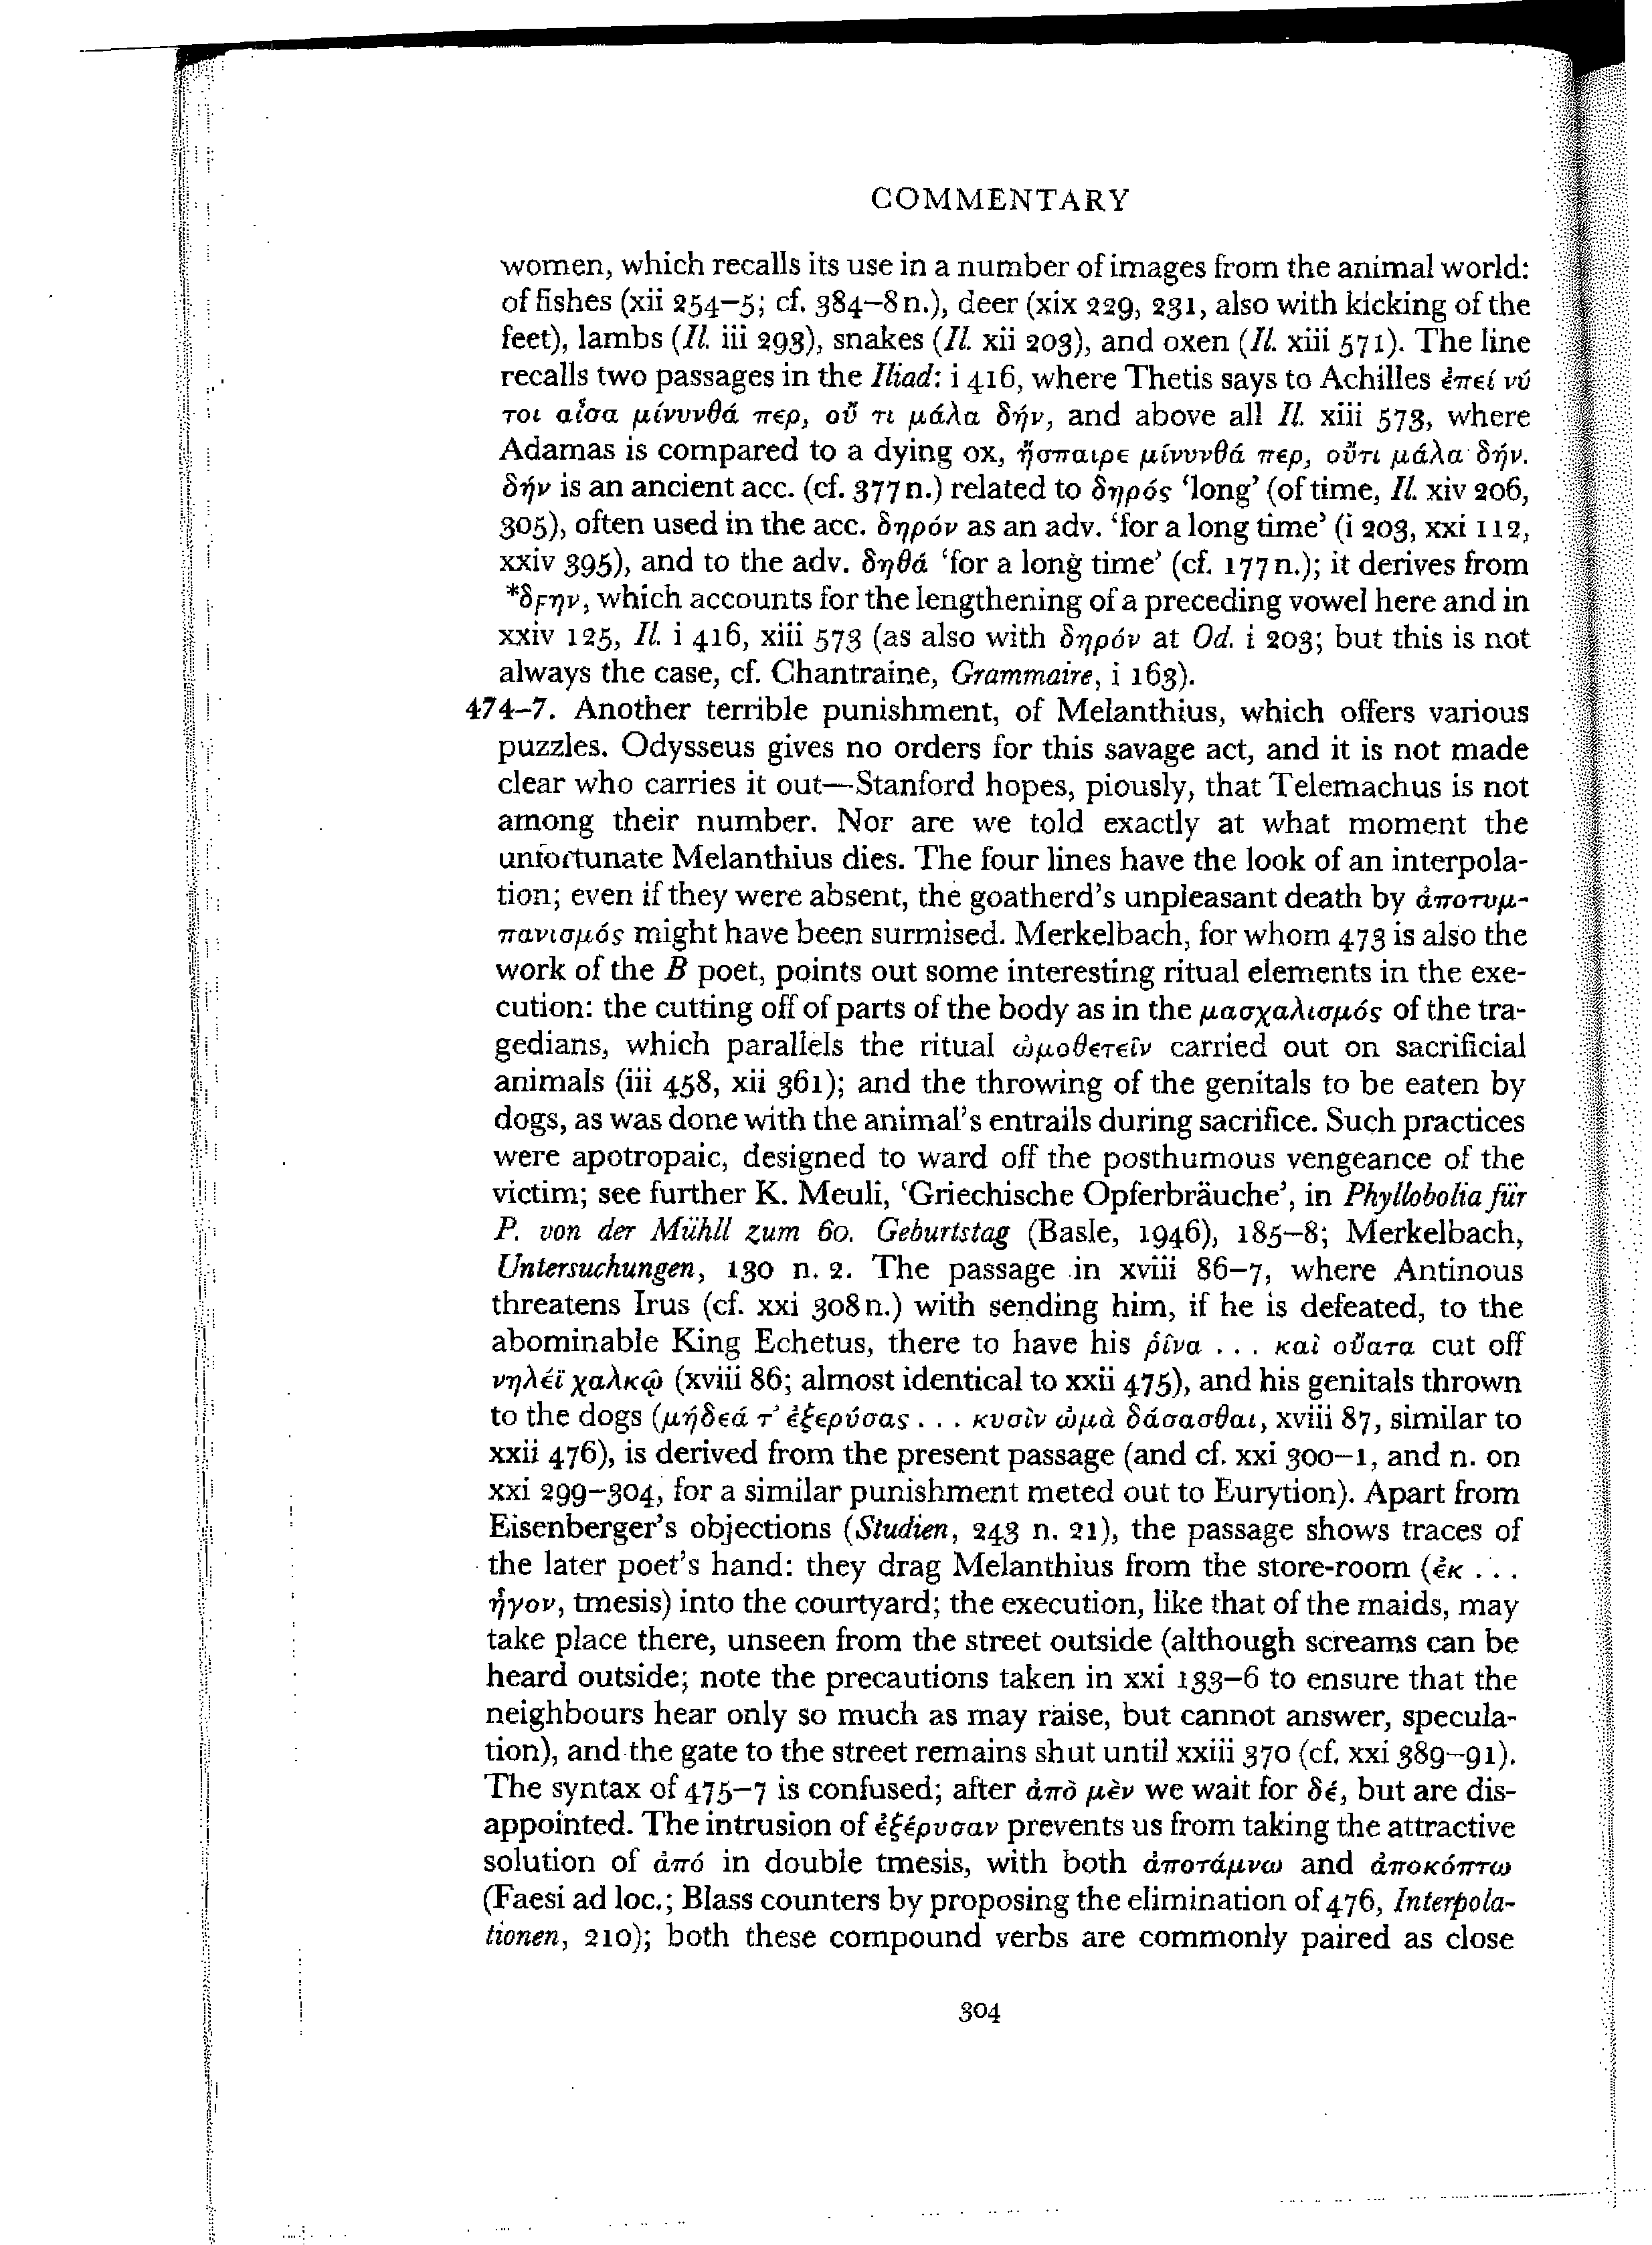 COMMENTARY
women, which recalls its use in a number of images from the animal world:
of fishes (xii 254–5; cf. 384–8 n.), deer (xix 229, 231, also with kicking of the
feet), lambs (Il. iii 293), snakes (Il. xii 203), and oxen (Il. xiii 571). The line
recalls two passages in the Iliad: i 416, where Thetis says to Achilles ἐπεί νύ
τοι αἶσα μίνυνθά περ, οὔ τι μάλα δήν, and above all Il. xiii 573, where
Adamas is compared to a dying ox, ἤσπαιρε μίνυνθά περ, οὔτι μάλα δήν.
δήν is an ancient acc. (cf. 377 n.) related to δηρός ‘long’ (of time, Il. xiv 206,
305), often used in the acc. δηρόν as an adv. ‘for a long time’ (i 203, xxi 112,
xxiv 395), and to the adv. δηθά ‘for a long time’ (cf. 177 n.); it derives from
*δϝην, which accounts for the lengthening of a preceding vowel here and in
xxiv 125, Il. i 416, xiii 573 (as also with δηρόν at Od. i 203; but this is not
always the case, cf. Chantraine, Grammaire, i 163).
474–7. Another terrible punishment, of Melanthius, which offers various
puzzles. Odysseus gives no orders for this savage act, and it is not made
clear who carries it out—Stanford hopes, piously, that Telemachus is not
among their number. Nor are we told exactly at what moment the
unfortunate Melanthius dies. The four lines have the look of an interpola-
tion; even if they were absent, the goatherd’s unpleasant death by ἀποτυμ-
πανισμός might have been surmised. Merkelbach, for whom 473 is also the
work of the B poet, points out some interesting ritual elements in the exe-
cution: the cutting off of parts of the body as in the μασχαλισμός of the tra-
gedians, which parallels the ritual ὠμοθετεῖν carried out on sacrificial
animals (iii 458, xii 361); and the throwing of the genitals to be eaten by
dogs, as was done with the animal’s entrails during sacrifice. Such practices
were apotropaic, designed to ward off the posthumous vengeance of the
victim; see further K. Meuli, ‘Griechische Opferbräuche’, in Phyllobolia für
P. von der Mühll zum 60. Geburtstag (Basle, 1946), 185–8; Merkelbach,
Untersuchungen, 130 n. 2. The passage in xviii 86–7, where Antinous
threatens Irus (cf. xxi 308 n.) with sending him, if he is defeated, to the
abominable King Echetus, there to have his ῥῖνα . . . καὶ οὔατα cut off
νηλέϊ χαλκῷ (xviii 86; almost identical to xxii 475), and his genitals thrown
to the dogs (μήδεά τ’ ἐξερύσας . . . κυσὶν ὠμὰ δάσασθαι, xviii 87, similar to
xxii 476), is derived from the present passage (and cf. xxi 300–1, and n. on
xxi 299–304, for a similar punishment meted out to Eurytion). Apart from
Eisenberger’s objections (Studien, 243 n. 21), the passage shows traces of
the later poet’s hand: they drag Melanthius from the store-room (ἐκ . . .
ἦγον, tmesis) into the courtyard; the execution, like that of the maids, may
take place there, unseen from the street outside (although screams can be
heard outside; note the precautions taken in xxi 133–6 to ensure that the
neighbours hear only so much as may raise, but cannot answer, specula-
tion), and the gate to the street remains shut until xxiii 370 (cf. xxi 389–91).
The syntax of 475–7 is confused; after ἀπὸ μὲν we wait for δέ, but are dis-
appointed. The intrusion of ἐξέρυσαν prevents us from taking the attractive
solution of ἀπό in double tmesis, with both ἀποτάμνω and ἀποκόπτω
(Faesi ad loc.; Blass counters by proposing the elimination of 476, Interpola-
tionen, 210); both these compound verbs are commonly paired as close
304